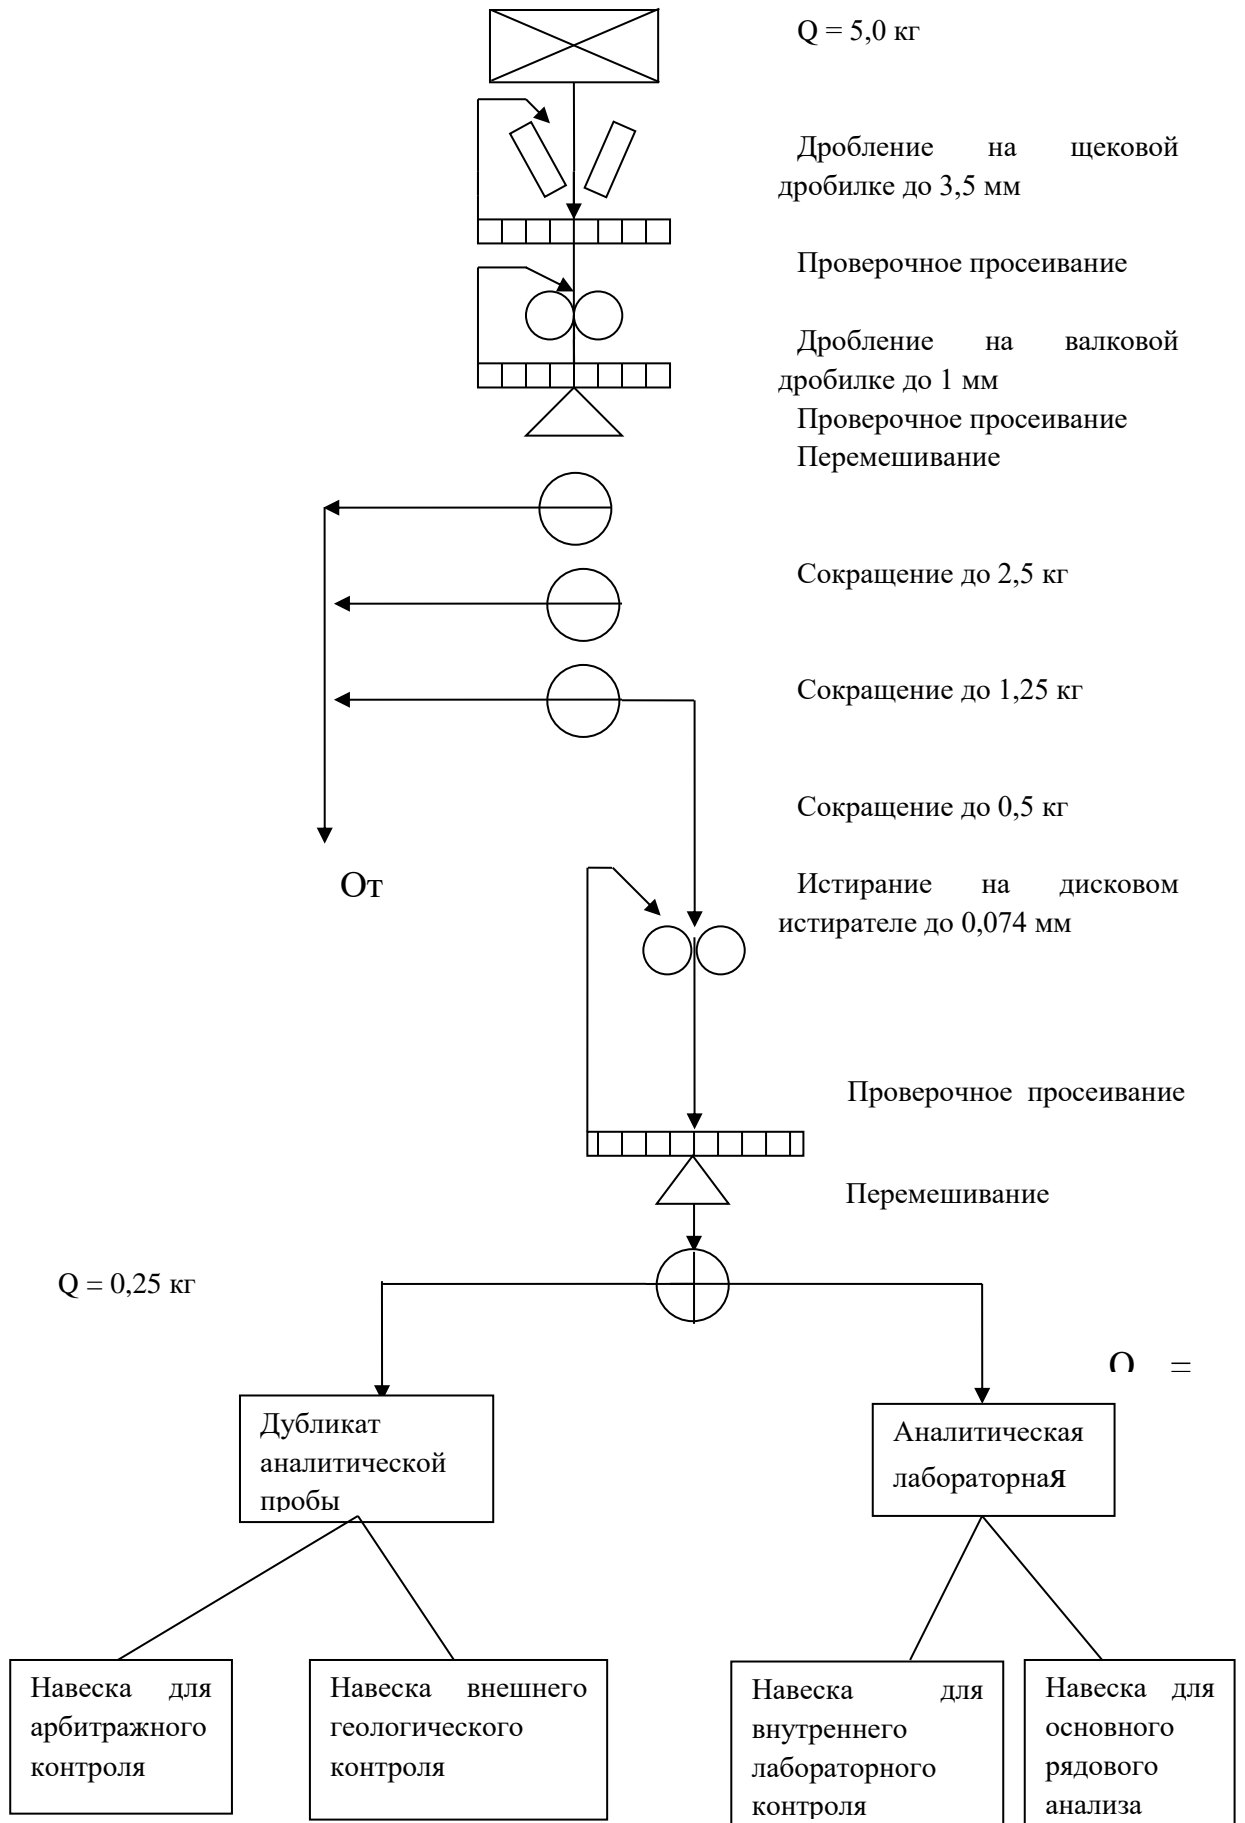 Q = 5,0 кг
Дробление на щековой
дробилке до 3,5 мм
Проверочное просеивание
Дробление на валковой
дробилке до 1 мм
Проверочное просеивание
Перемешивание
Сокращение до 2,5 кг
Сокращение до 1,25 кг
Сокращение до 0,5 кг
От
Истирание на дисковом
истирателе до 0,074 мм
Проверочное просеивание
Перемешивание
Q = 0,25 кг
Q =
Дубликат
аналитической
пробы
Аналитическая
лабораторная
Навеска для
арбитражного
контроля
Навеска внешнего
геологического
контроля
Навеска для
внутреннего
лабораторного
контроля
Навеска для
основного
рядового
анализа